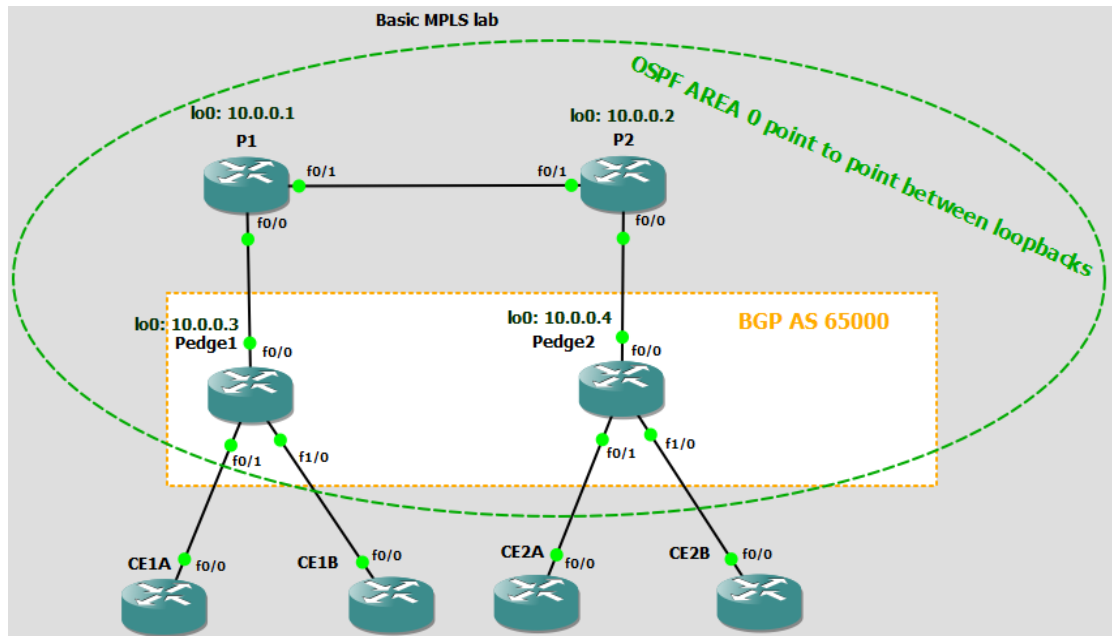 Basic MPLS lab
OSPF AREA 0 point to point between loopbacks
lo0: 10.0.0.1
lo0: 10.0.0.2
P1
P2
f0/1
f0/1
f0/0
f0/0
lo0: 10.0.0.3
lo0: 10.0.0.4
BGP AS 65000
f0/0
f0/0
Pedge1
Pedge2
f0/1
f1/0
f0/1
f1/0
CE1A
f0/0
CE1B
f0/0
CE2A
f0/0
CE2B
f0/0